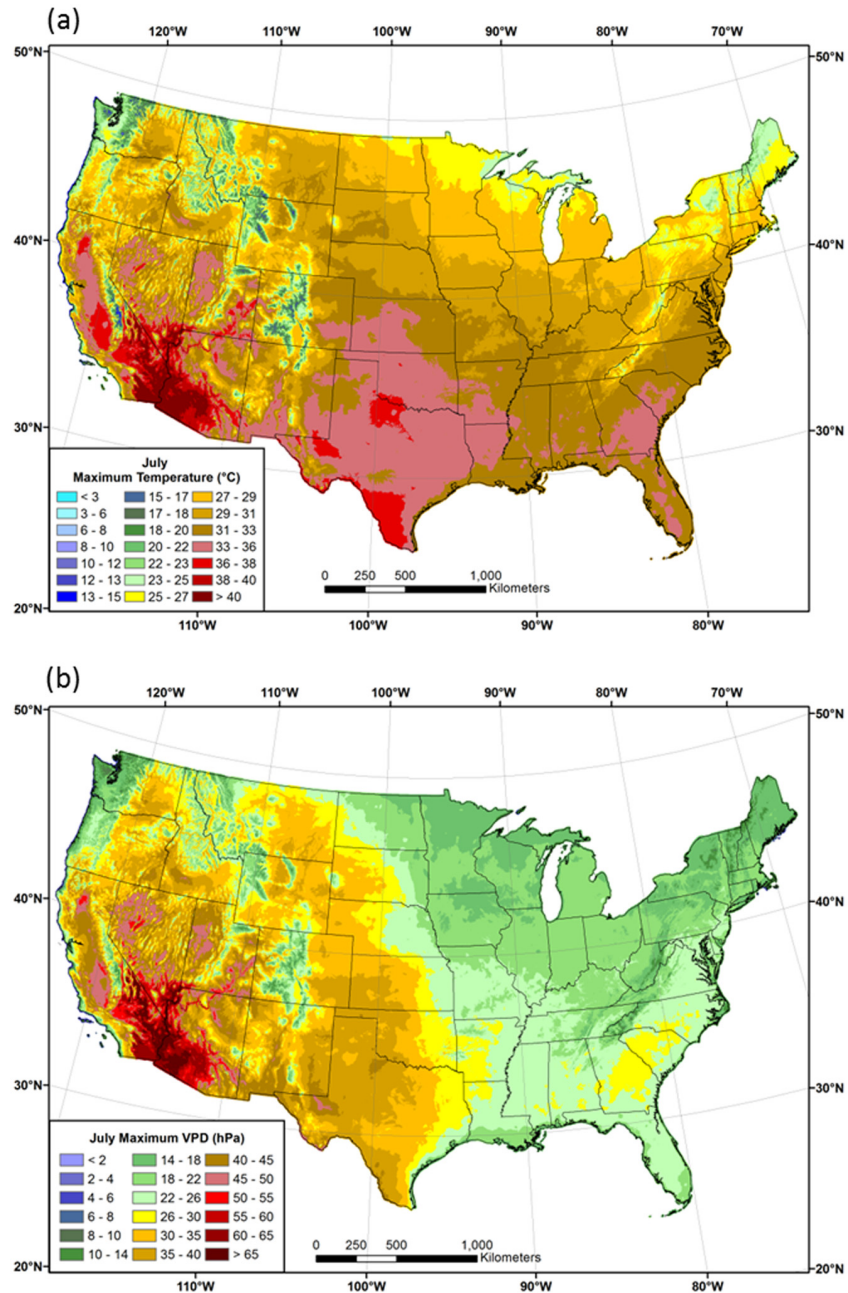 (a)
120°W 110°W 100°W 90°W 80°W 70°W
50°N 50°N
40°N 40°N
30°N 30°N
July
Maximum Temperature (°C)
< 3 15 - 17 27 - 29
3 - 6 17 - 18 29 - 31
6 - 8 18 - 20 31 - 33
8 - 10 20 - 22 33 - 36
10 - 12 22 - 23 36 - 38
12 - 13 23 - 25 38 - 40
13 - 15 25 - 27 > 40
0 250 500 1,000
Kilometers
20°N 20°N
110°W 100°W 90°W 80°W
(b)
120°W 110°W 100°W 90°W 80°W 70°W
50°N 50°N
40°N 40°N
30°N 30°N
July Maximum VPD (hPa)
< 2 14 - 18 40 - 45
2 - 4 18 - 22 45 - 50
4 - 6 22 - 26 50 - 55
6 - 8 26 - 30 55 - 60
8 - 10 30 - 35 60 - 65
10 - 14 35 - 40 > 65
0 250 500 1,000
Kilometers
20°N 20°N
110°W 100°W 90°W 80°W